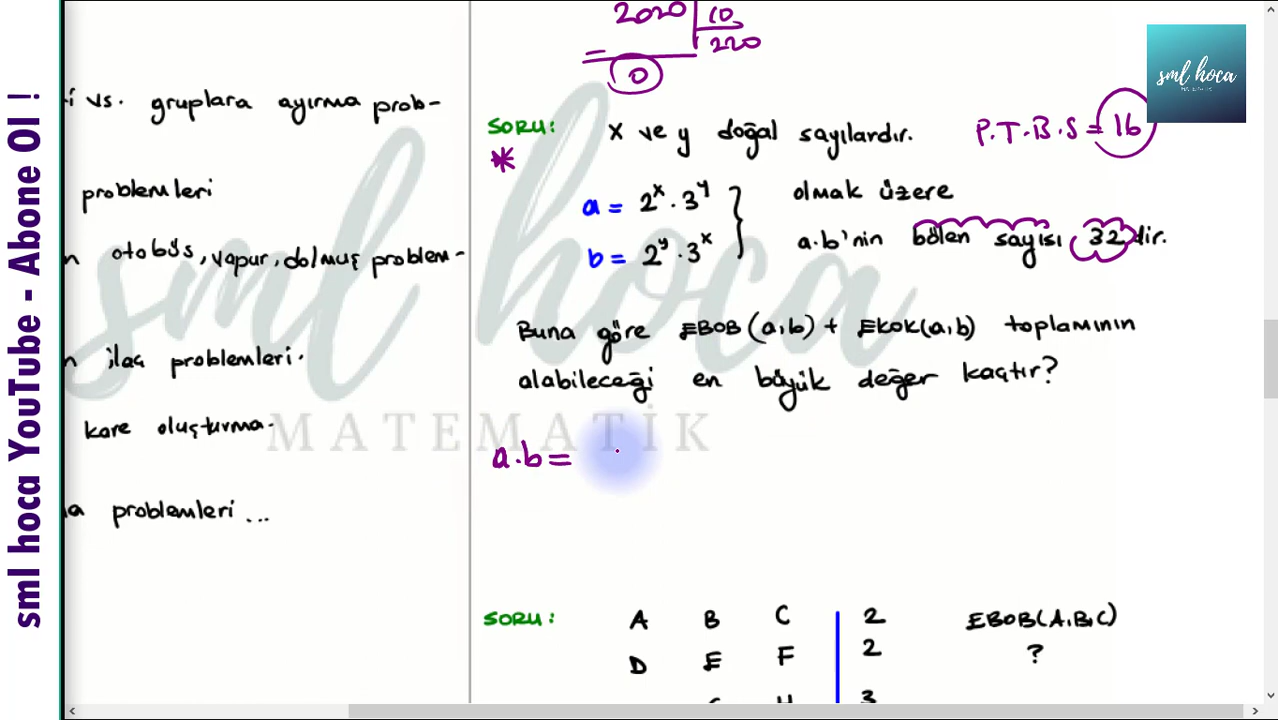 sml hoca YouTube - Abone Ol !
vs. gruplara ayırma prob-
problemleri
otobüs, vapur, dolmuş problem-
ilaç problemleri.
kare oluşturma.
problemleri ...
2020 | 10
220
0
sml hoca
MATEMATİK
SORU: x ve y doğal sayılardır. P.T.B.S = 16
*
a = 2^x . 3^y } olmak üzere
b = 2^y . 3^x a.b'nin bölen sayısı 32 dir.
Buna göre EBOB(a,b) + EKOK(a,b) toplamının
alabileceği en büyük değer kaçtır?
sml hoca
MATEMATİK
a.b =
SORU: A B C | 2 EBOB(A,B,C)
D E F | 2 ?
3